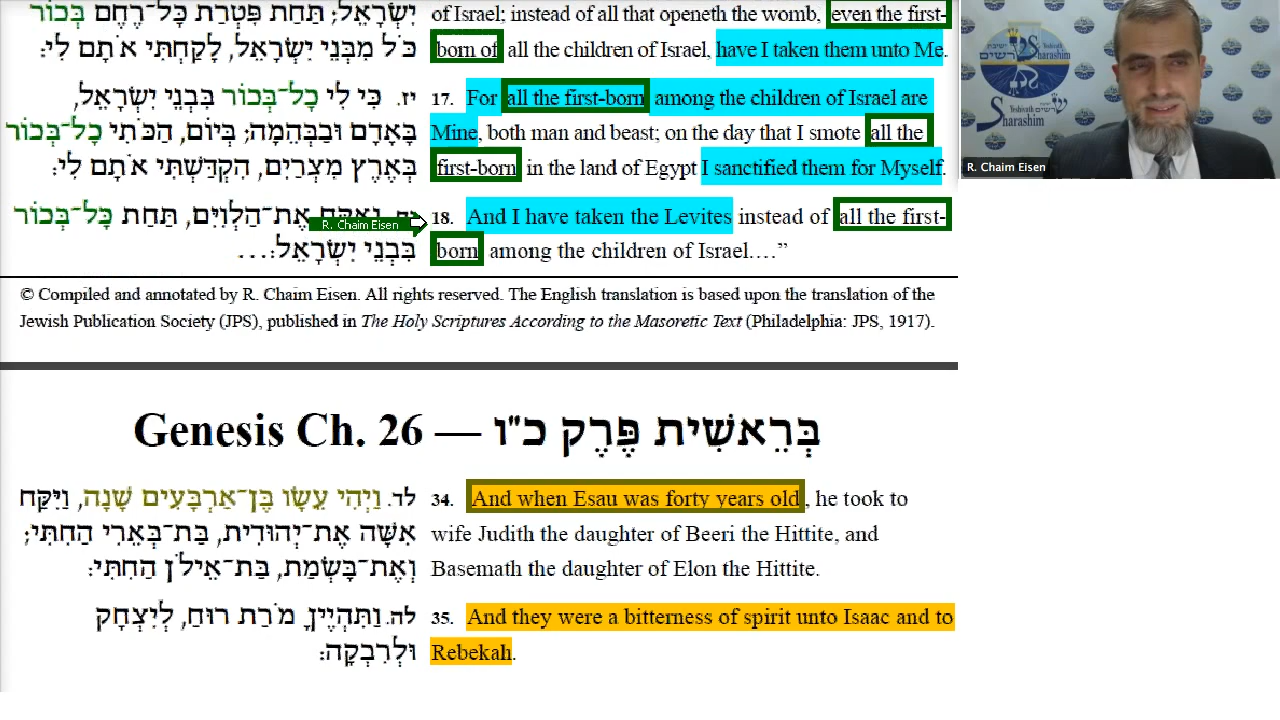 יִשְׂרָאֵל; תַּחַת פִּטְרַת כָּל־רֶחֶם בְּכוֹר
כֹּל מִבְּנֵי יִשְׂרָאֵל, לָקַחְתִּי אֹתָם לִי:
of Israel; instead of all that openeth the womb, even the first-
born of all the children of Israel, have I taken them unto Me.
יז. כִּי לִי כָל־בְּכוֹר בִּבְנֵי יִשְׂרָאֵל,
בָּאָדָם וּבַבְּהֵמָה; בְּיוֹם, הַכֹּתִי כָל־בְּכוֹר
בְּאֶרֶץ מִצְרַיִם, הִקְדַּשְׁתִּי אֹתָם לִי:
17. For all the first-born among the children of Israel are
Mine, both man and beast; on the day that I smote all the
first-born in the land of Egypt I sanctified them for Myself.
אֶת־הַלְוִיִּם, תַּחַת כָּל־בְּכוֹר
בִּבְנֵי יִשְׂרָאֵל:...
R. Chaim Eisen
18. And I have taken the Levites instead of all the first-
born among the children of Israel....”
© Compiled and annotated by R. Chaim Eisen. All rights reserved. The English translation is based upon the translation of the
Jewish Publication Society (JPS), published in The Holy Scriptures According to the Masoretic Text (Philadelphia: JPS, 1917).
Genesis Ch. 26 — בְּרֵאשִׁית פֶּרֶק כ"ו
לד. וַיְהִי עֵשָׂו בֶּן־אַרְבָּעִים שָׁנָה, וַיִּקַּח
אִשָּׁה אֶת־יְהוּדִית, בַּת־בְּאֵרִי הַחִתִּי;
וְאֶת־בָּשְׂמַת, בַּת־אֵילֹן הַחִתִּי:
34. And when Esau was forty years old, he took to
wife Judith the daughter of Beeri the Hittite, and
Basemath the daughter of Elon the Hittite.
לה. וַתִּהְיֶיןָ מֹרַת רוּחַ, לְיִצְחָק
וּלְרִבְקָה:
35. And they were a bitterness of spirit unto Isaac and to
Rebekah.
Yeshivath
Sharashim
R. Chaim Eisen